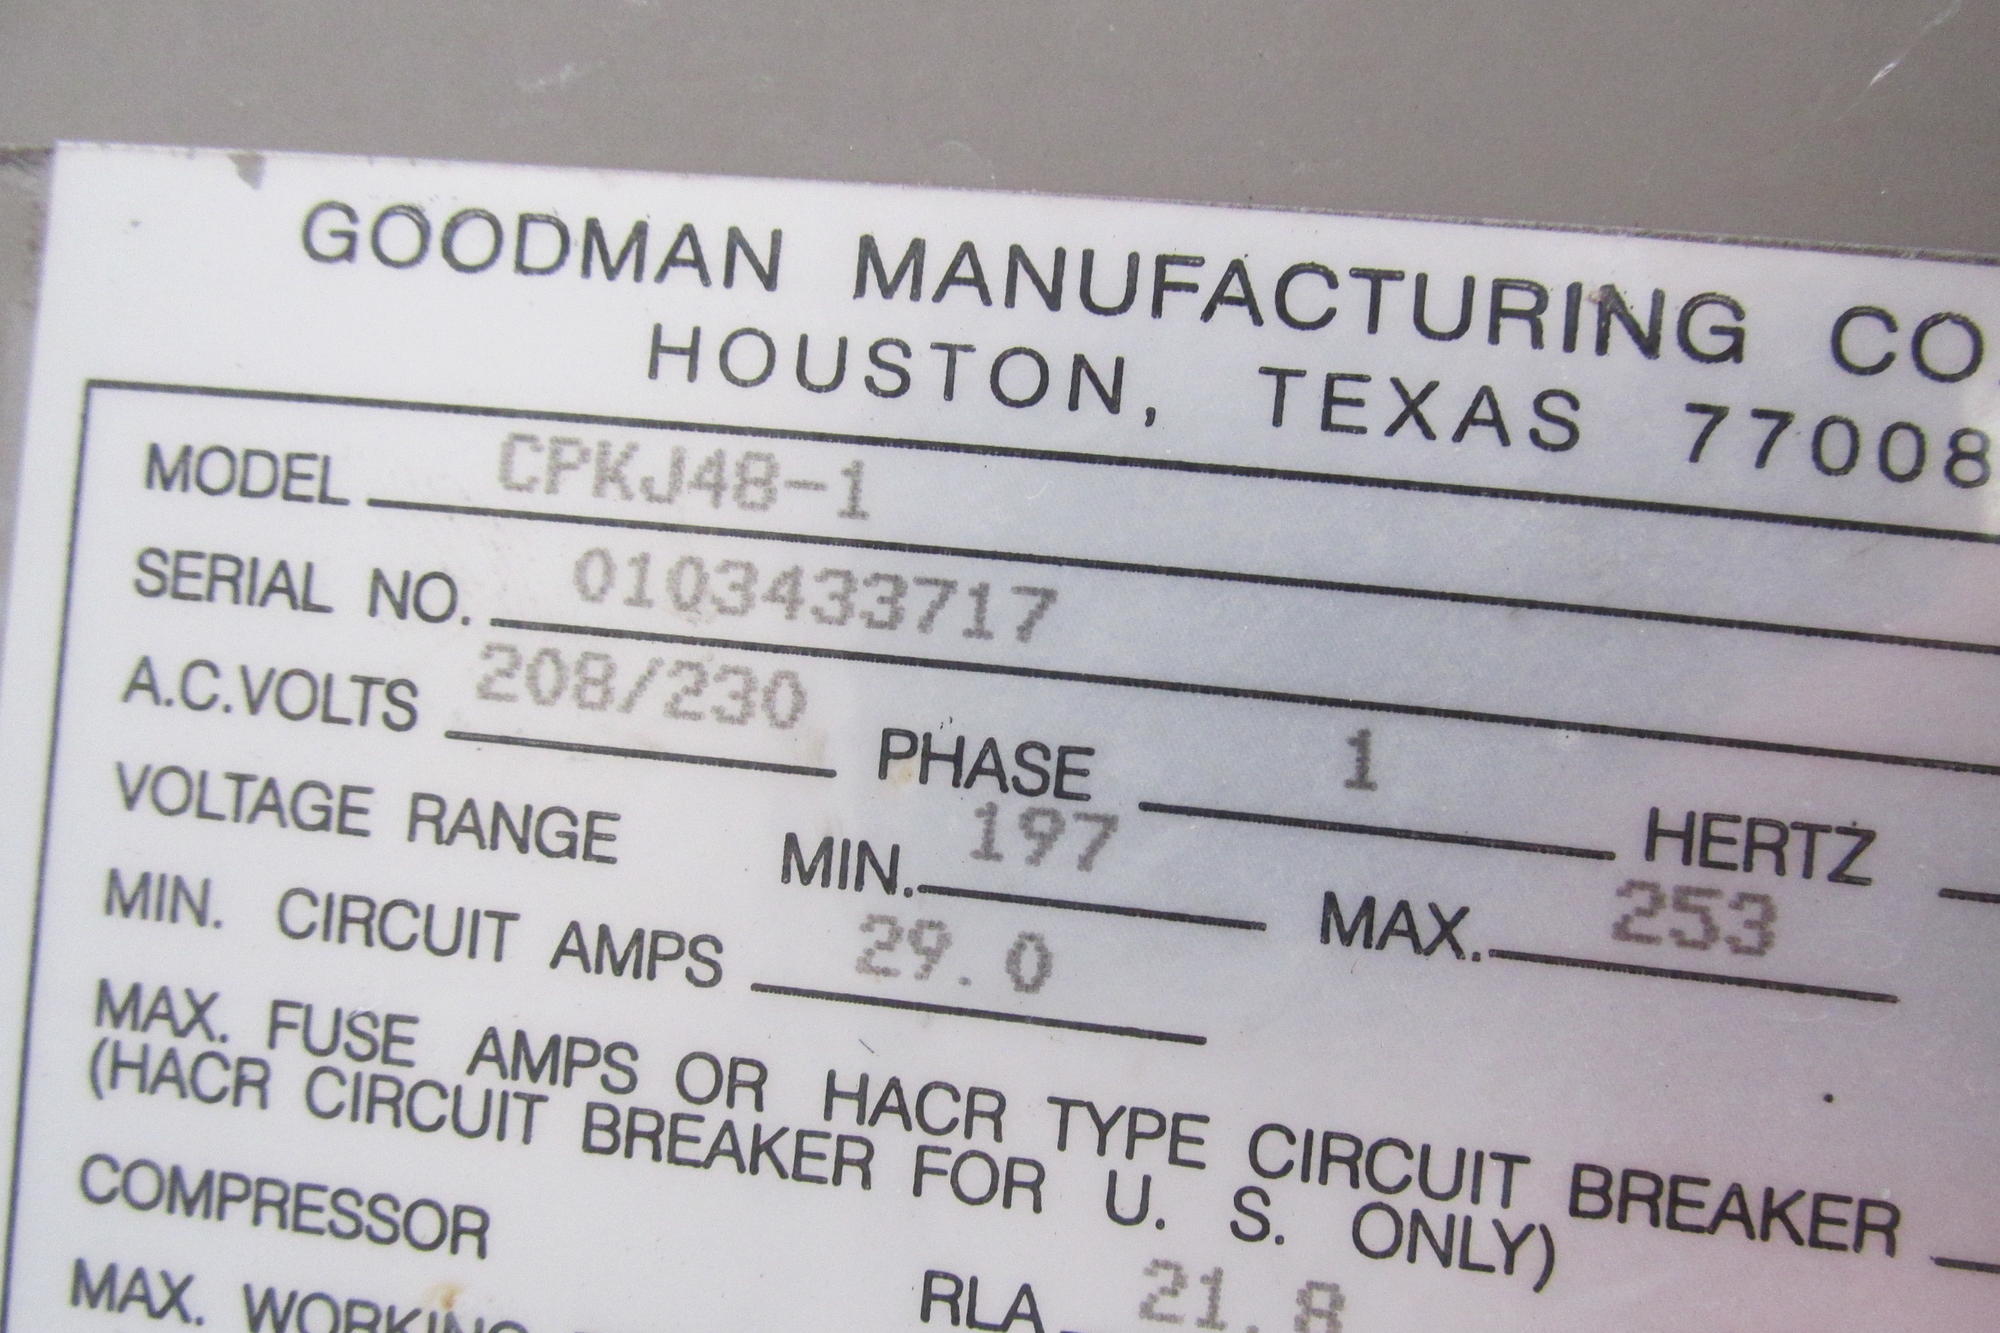 GOODMAN MANUFACTURING CO.
HOUSTON, TEXAS 77008
MODEL CPKJ48-1
SERIAL NO. 0103433717
A.C.VOLTS 208/230 PHASE 1 HERTZ
VOLTAGE RANGE MIN. 197 MAX. 253
MIN. CIRCUIT AMPS 29.0
MAX. FUSE AMPS OR HACR TYPE CIRCUIT BREAKER
(HACR CIRCUIT BREAKER FOR U. S. ONLY)
COMPRESSOR RLA 21.8
MAX. WORKING